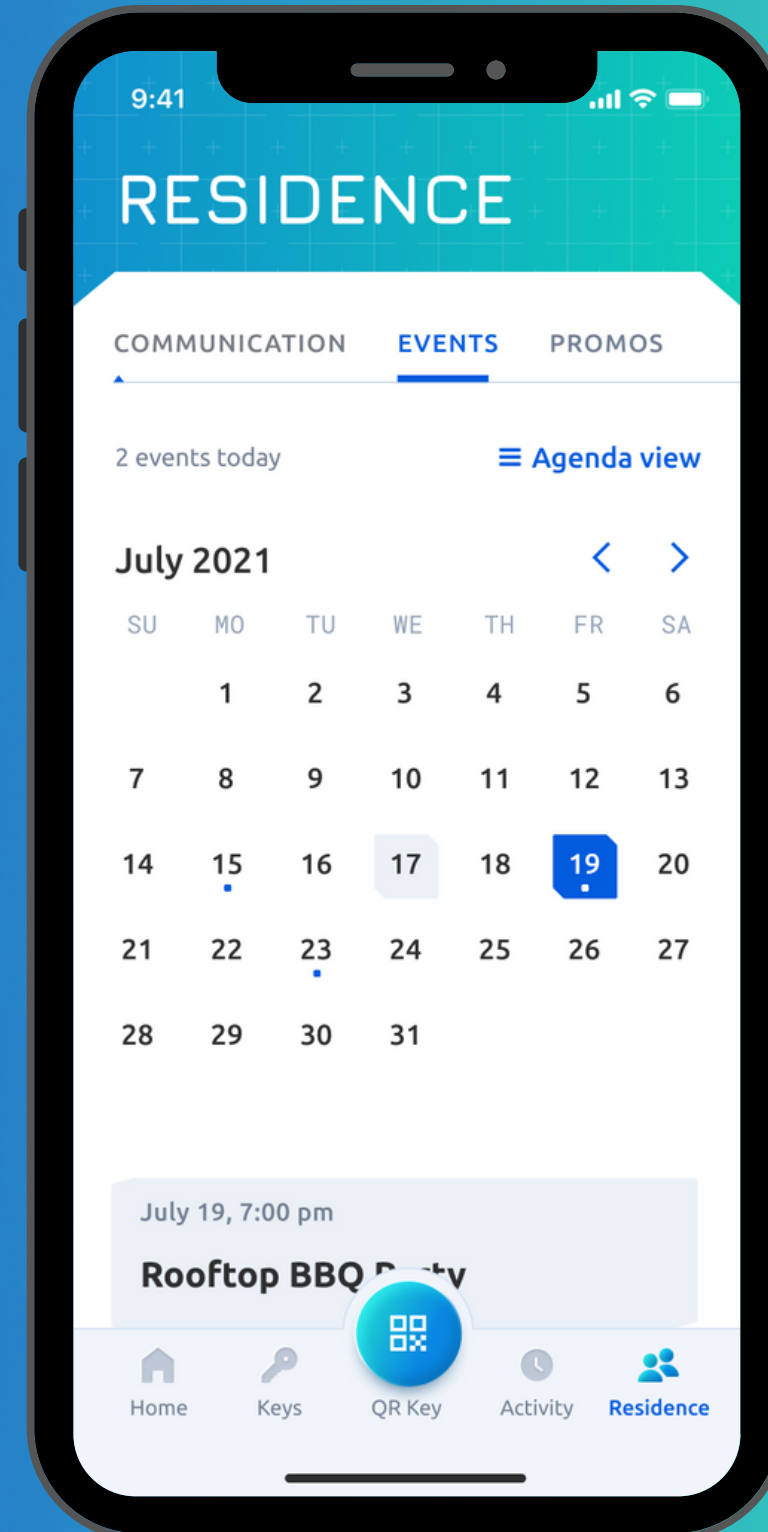 9:41
RESIDENCE
COMMUNICATION EVENTS PROMOS
2 events today Agenda view
July 2021
SU MO TU WE TH FR SA
1 2 3 4 5 6
7 8 9 10 11 12 13
14 15 16 17 18 19 20
21 22 23 24 25 26 27
28 29 30 31
July 19, 7:00 pm
Rooftop BBQ Party
Home Keys QR Key Activity Residence